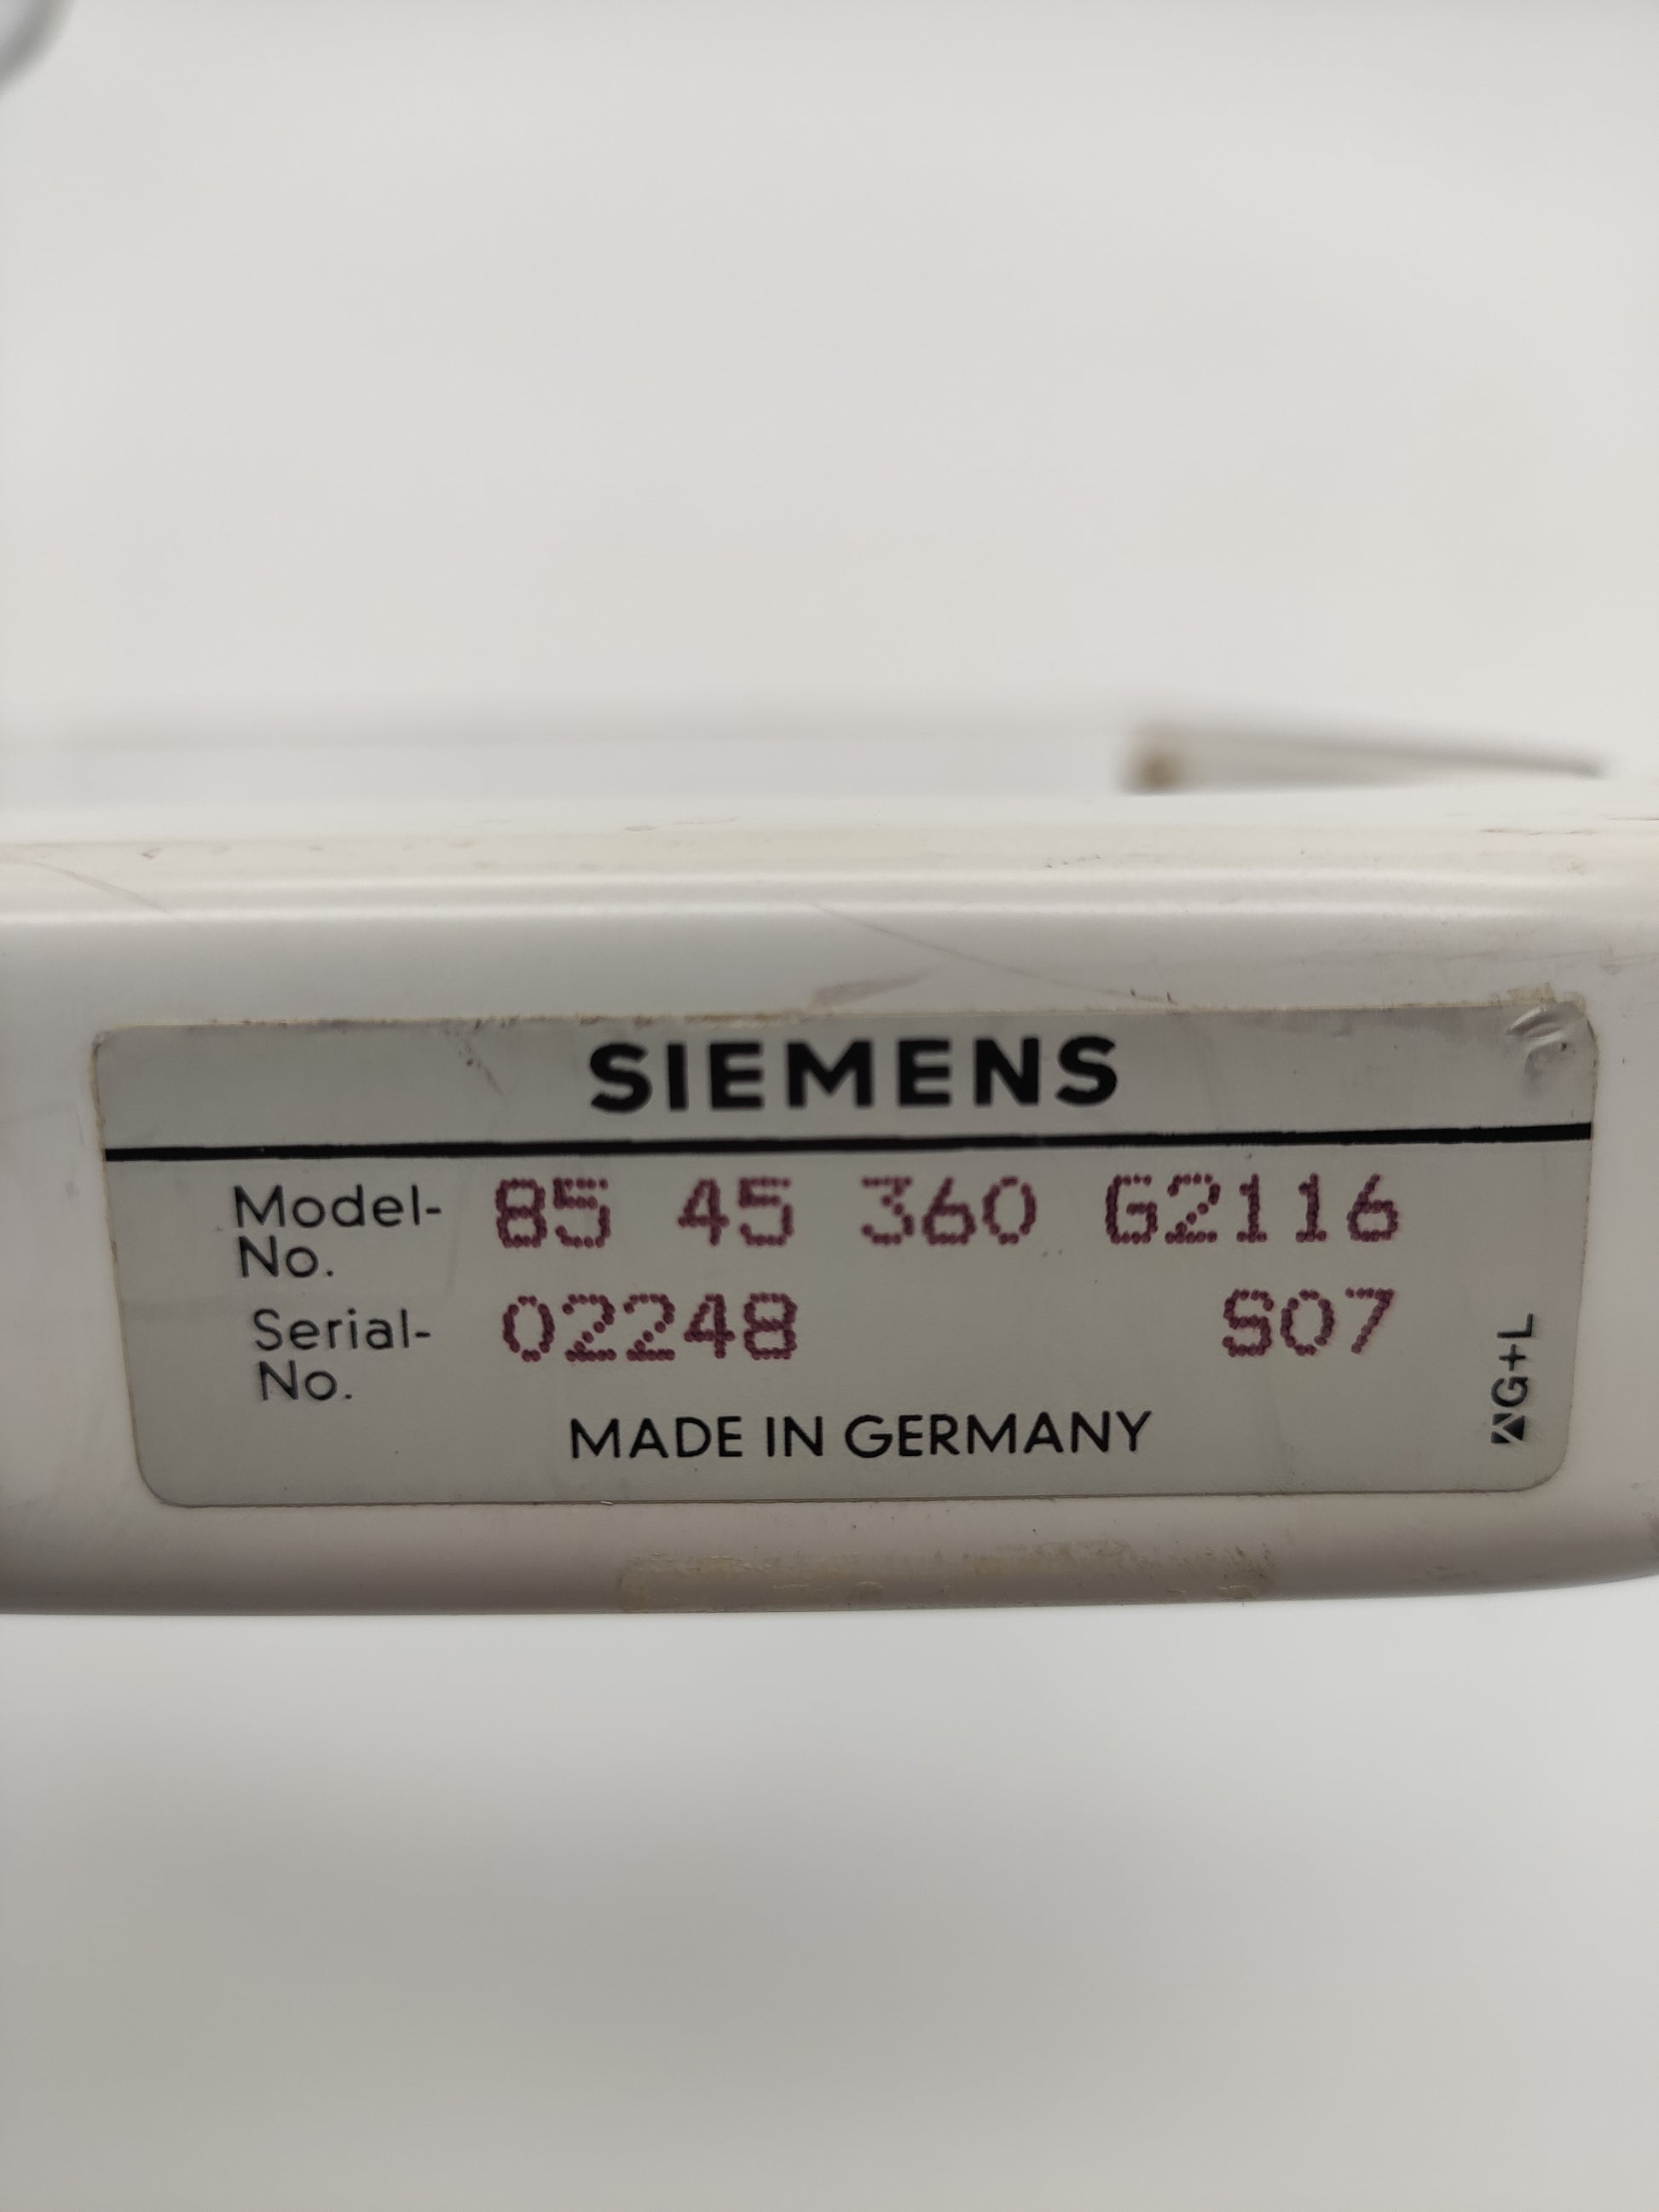 SIEMENS
Model-No. 85 45 360 G2116
Serial-No. 02248 S07
MADE IN GERMANY
G+L